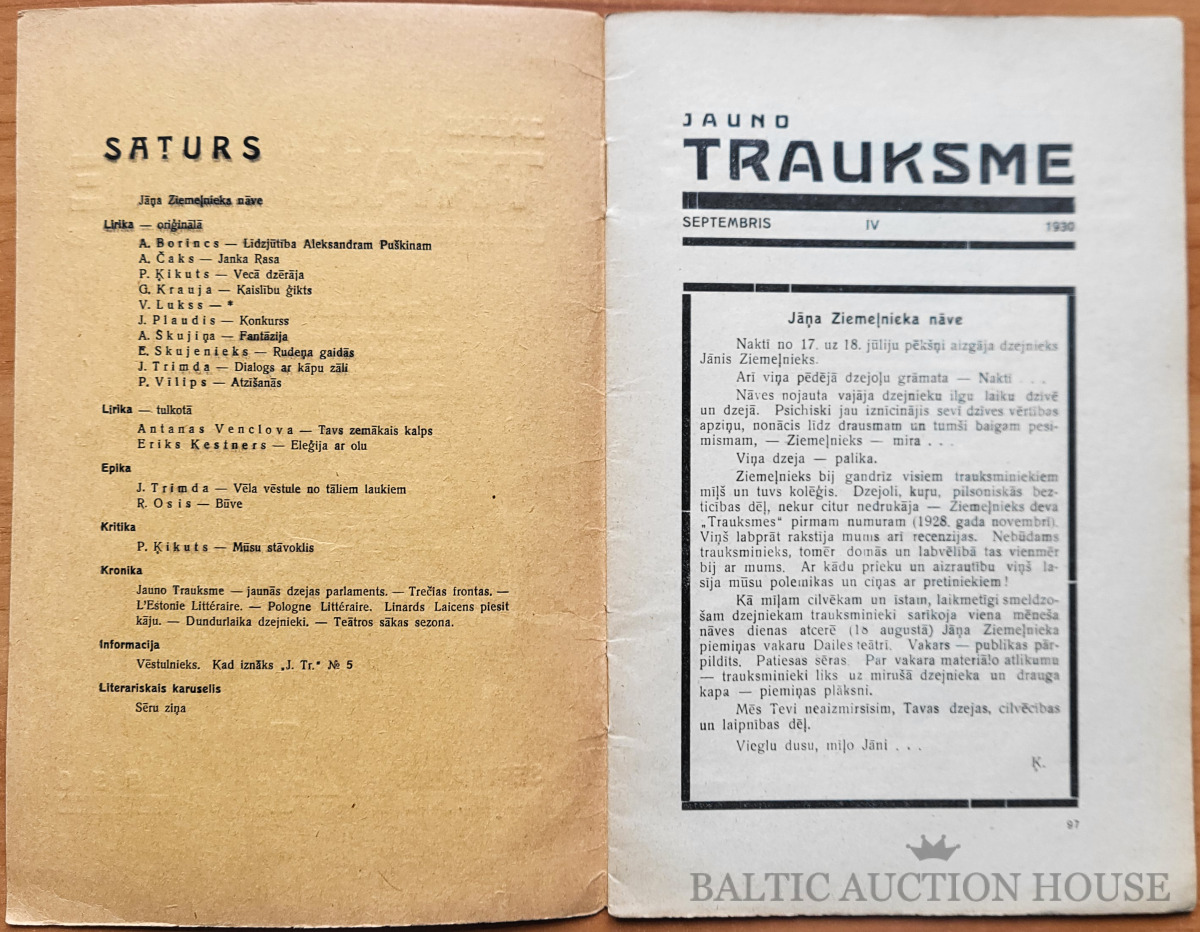 SATURS
Jāņa Ziemeļnieka nāve
Lirika — oriģinālā
A. Borincs — Līdzjūtība Aleksandram Puškinam
A. Čaks — Janka Rasa
P. Ķikuts — Vecā dzērāja
G. Krauja — Kaislību ģikts
V. Lukss — *
J. Plaudis — Konkurss
A. Skujiņa — Fantāzija
E. Skujenieks — Rudeņa gaidās
J. Trimda — Dialogs ar kāpu zāli
P. Vilips — Atzīšanās
Lirika — tulkotā
Antanas Venclova — Tavs zemākais kalps
Eriks Kestners — Eleģija ar olu
Epika
J. Trimda — Vēla vēstule no tāliem laukiem
R. Osis — Būve
Kritika
P. Ķikuts — Mūsu stāvoklis
Kronika
Jauno Trauksme — jaunās dzejas parlaments. — Trečias frontas. —
L'Estonie Littéraire. — Pologne Littéraire. Linards Laicens piesit
kāju. — Dundurlaika dzejnieki. — Teātros sākas sezona.
Informacija
Vēstulnieks. Kad iznāks „J. Tr." № 5
Literariskais karuselis
Sēru ziņa
JAUNO
TRAUKSME
SEPTEMBRIS IV 1930
Jāņa Ziemeļnieka nāve
Naktī no 17. uz 18. jūliju pēkšņi aizgāja dzejnieks
Jānis Ziemeļnieks.
Arī viņa pēdējā dzejoļu grāmata — Naktī . . .
Nāves nojauta vajāja dzejnieku ilgu laiku dzīvē
un dzejā. Psichiski jau iznīcinājis sevī dzīves vērtības
apziņu, nonācis līdz drausmam un tumši baigam pesi-
mismam, — Ziemeļnieks — mira . . .
Viņa dzeja — palika.
Ziemeļnieks bij gandrīz visiem trauksminiekiem
mīļš un tuvs kolēģis. Dzejoli, kuŗu, pilsoniskās bez-
ticības dēļ, nekur citur nedrukāja — Ziemeļnieks deva
„Trauksmes" pirmam numuram (1928. gada novembrī).
Viņš labprāt rakstīja mums arī recenzijas. Nebūdams
trauksminieks, tomēr domās un labvēlībā tas vienmēr
bij ar mums. Ar kādu prieku un aizrautību viņš la-
sīja mūsu polemikas un cīņas ar pretiniekiem!
Kā mīļam cilvēkam un īstam, laikmetīgi smeldzo-
šam dzejniekam trauksminieki sarīkoja viena mēneša
nāves dienas atcerē (18 augustā) Jāņa Ziemeļnieka
piemiņas vakaru Dailes teātrī. Vakars — publikas pār-
pildīts. Patiesas sēras. Par vakara materiālo atlikumu
— trauksminieki liks uz mirušā dzejnieka un drauga
kapa — piemiņas plāksni.
Mēs Tevi neaizmirsīsim, Tavas dzejas, cilvēcības
un laipnības dēļ.
Vieglu dusu, mīļo Jāni . . .
Ķ.
97
BALTIC AUCTION HOUSE